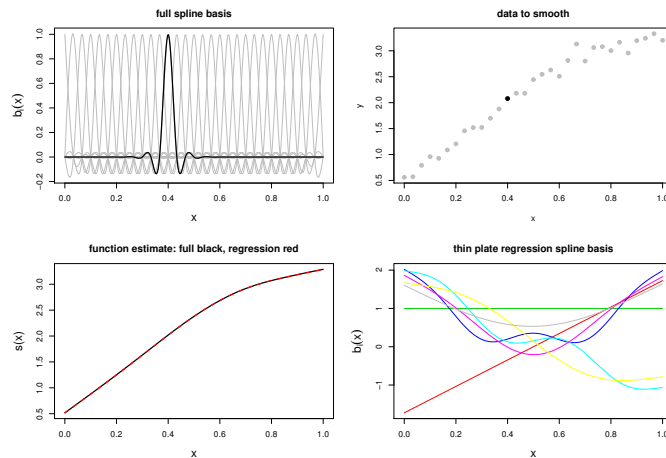 full spline basis
b_i(x)
1.0
0.8
0.6
0.4
0.2
0.0
−0.2
0.0 0.2 0.4 0.6 0.8 1.0
x
data to smooth
y
3.0
2.5
2.0
1.5
1.0
0.5
0.0 0.2 0.4 0.6 0.8 1.0
x
function estimate: full black, regression red
s(x)
3.0
2.5
2.0
1.5
1.0
0.5
0.0 0.2 0.4 0.6 0.8 1.0
x
thin plate regression spline basis
b_i(x)
2
1
−1
0.0 0.2 0.4 0.6 0.8 1.0
x